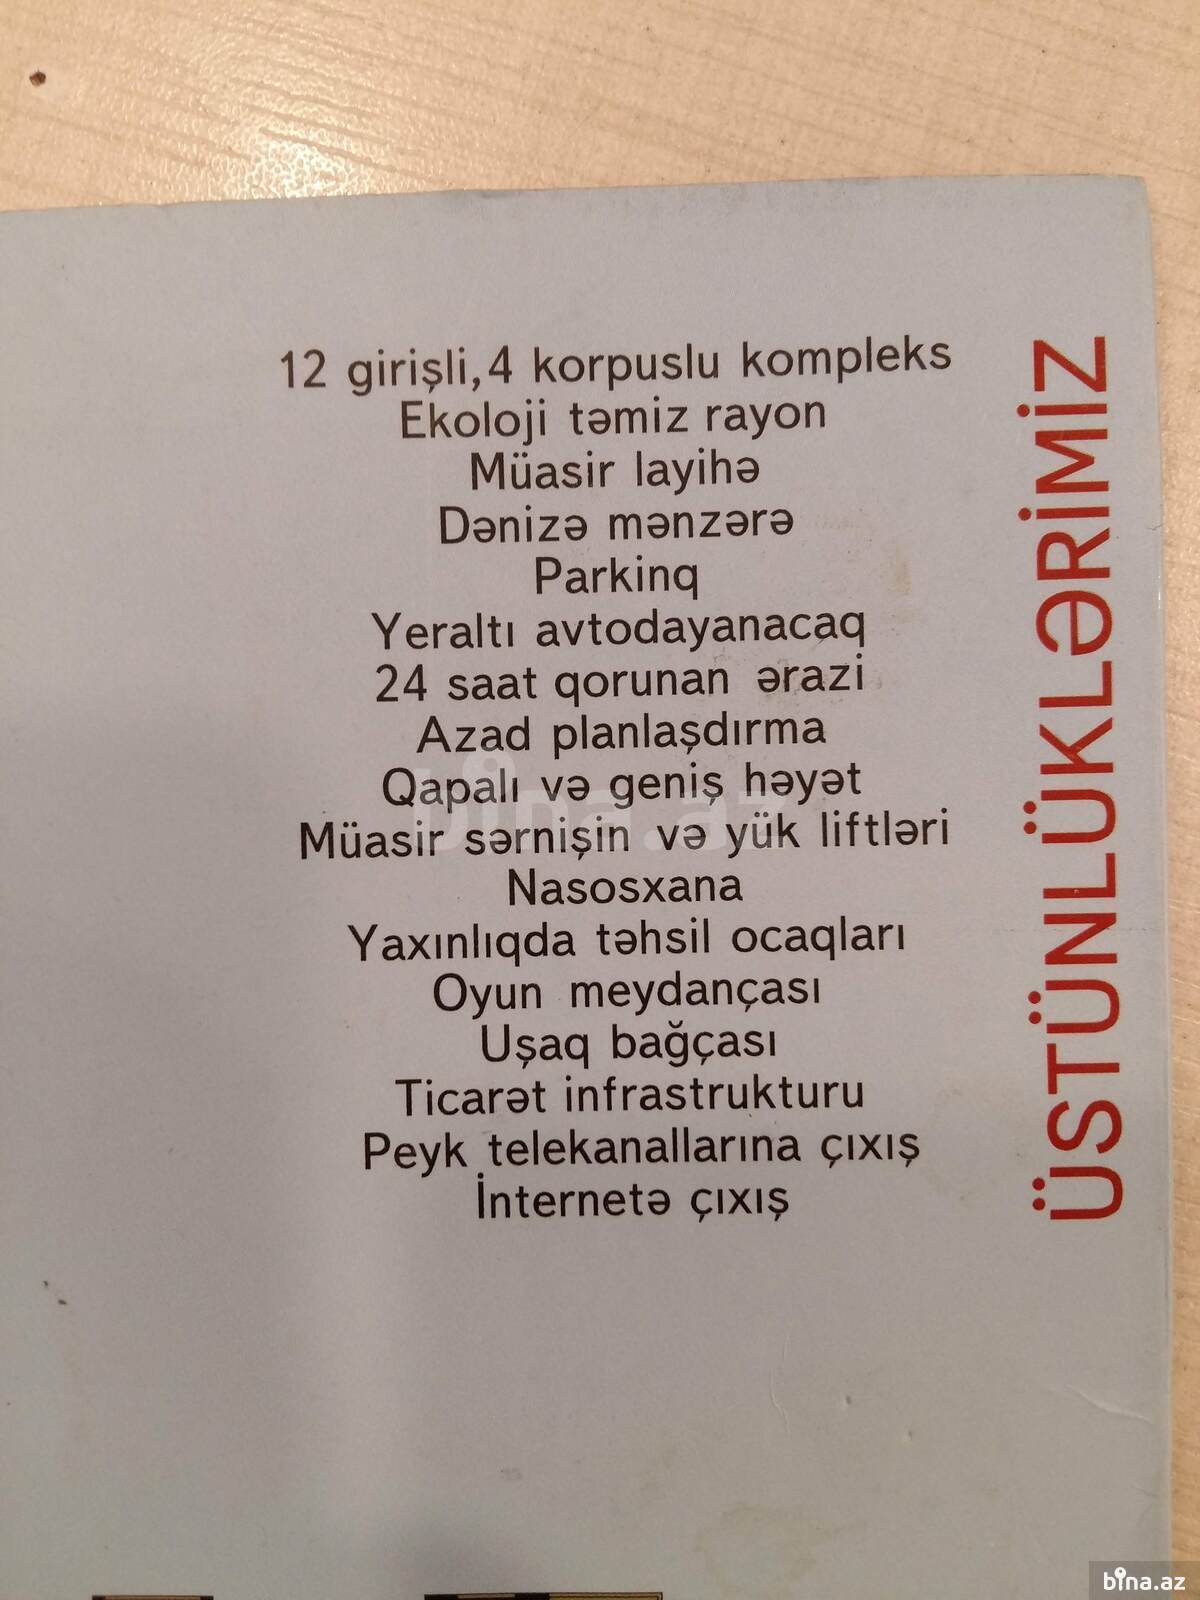 ÜSTÜNLÜKLƏRİMİZ
12 girişli, 4 korpuslu kompleks
Ekoloji təmiz rayon
Müasir layihə
Dənizə mənzərə
Parkinq
Yeraltı avtodayanacaq
24 saat qorunan ərazi
Azad planlaşdırma
Qapalı və geniş həyət
Müasir sərnişin və yük liftləri
Nasosxana
Yaxınlıqda təhsil ocaqları
Oyun meydançası
Uşaq bağçası
Ticarət infrastrukturu
Peyk telekanallarına çıxış
İnternetə çıxış
bina.az
bina.az